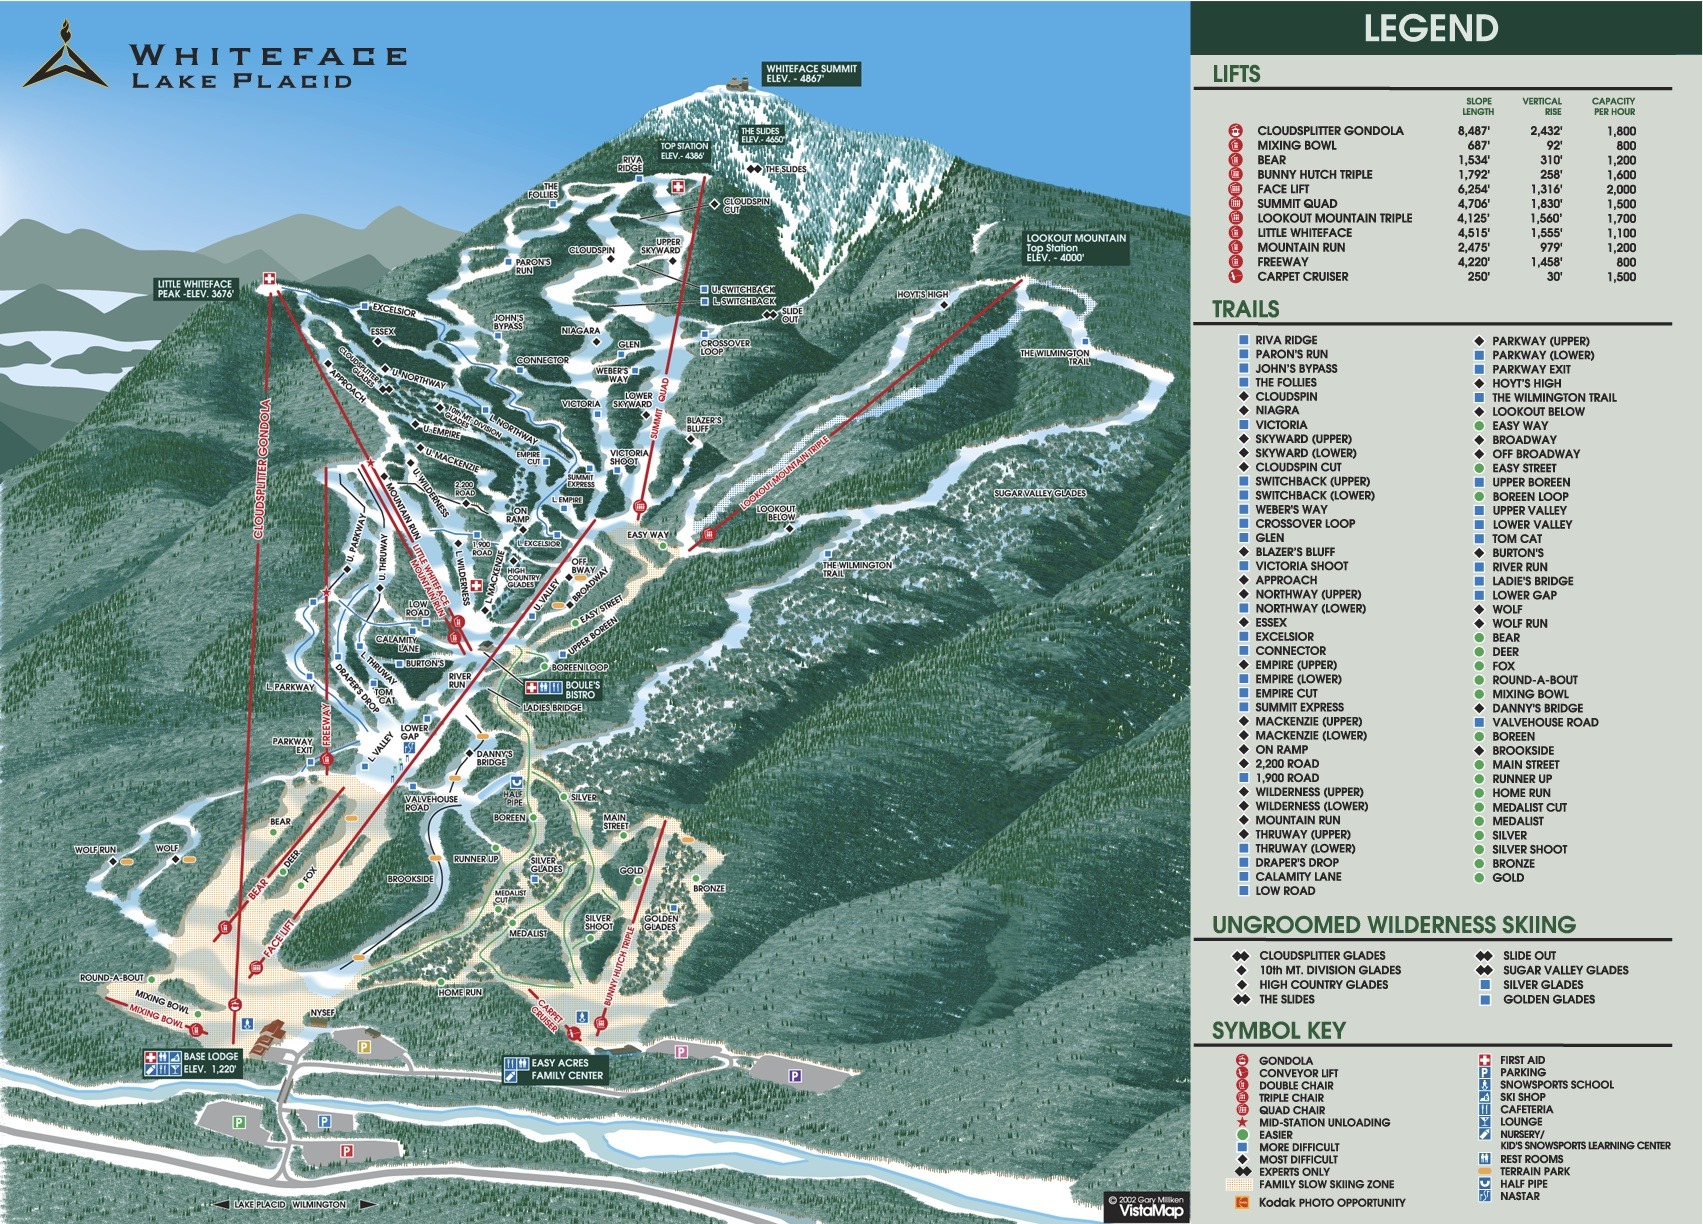 WHITEFACE
LAKE PLACID
WHITEFACE SUMMIT
ELEV. - 4867'
THE SLIDES
ELEV.- 4650'
TOP STATION
ELEV.- 4386'
THE SLIDES
RIVA
RIDGE
THE
FOLLIES
CLOUDSPIN
CUT
CLOUDSPIN
UPPER
SKYWARD
PARON'S
RUN
LOOKOUT MOUNTAIN
Top Station
ELEV. - 4000'
LITTLE WHITEFACE
PEAK -ELEV. 3676'
U. SWITCHBACK
L. SWITCHBACK
SLIDE
OUT
HOYT'S HIGH
EXCELSIOR
JOHN'S
BYPASS
NIAGARA
ESSEX
GLEN
CROSSOVER
LOOP
THE WILMINGTON
TRAIL
CLOUDSPLITTER
GLADES
CONNECTOR
WEBER'S
WAY
APPROACH
U. NORTHWAY
VICTORIA
LOWER
SKYWARD
SUMMIT QUAD
10th MT. DIVISION
GLADES
L. NORTHWAY
BLAZER'S
BLUFF
U. EMPIRE
CLOUDSPLITTER GONDOLA
LOOKOUT MOUNTAIN TRIPLE
U. MACKENZIE
EMPIRE
CUT
VICTORIA
SHOOT
SUMMIT
EXPRESS
U. WILDERNESS
2,200
ROAD
L. EMPIRE
SUGAR VALLEY GLADES
MOUNTAIN RUN
ON
RAMP
LOOKOUT
BELOW
EASY WAY
U. PARKWAY
U. THRUWAY
1,900
ROAD
L. EXCELSIOR
LITTLE WHITEFACE
MOUNTAIN RUN
L. WILDERNESS
L. MACKENZIE
HIGH
COUNTRY
GLADES
OFF
BWAY
BROADWAY
U. VALLEY
THE WILMINGTON
TRAIL
LOW
ROAD
EASY STREET
CALAMITY
LANE
UPPER BOREEN
BURTON'S
BOREEN LOOP
L. THRUWAY
DRAPER'S DROP
TOM
CAT
RIVER
RUN
BOULE'S
BISTRO
L. PARKWAY
LADIES BRIDGE
FREEWAY
LOWER
GAP
PARKWAY
EXIT
L. VALLEY
DANNY'S
BRIDGE
VALVEHOUSE
ROAD
HALF
PIPE
SILVER
BEAR
BOREEN
MAIN
STREET
WOLF RUN
WOLF
DEER
RUNNER UP
SILVER
GLADES
GOLD
FOX
BEAR
BROOKSIDE
BRONZE
MEDALIST
CUT
MEDALIST
SILVER
SHOOT
GOLDEN
GLADES
FACE LIFT
BUNNY HUTCH TRIPLE
ROUND-A-BOUT
HOME RUN
MIXING BOWL
MIXING BOWL
CARPET
CRUISER
NYSEF
P
P
P
BASE LODGE
ELEV. 1,220'
EASY ACRES
FAMILY CENTER
P
P
P
LAKE PLACID WILMINGTON
© 2002 Gary Milliken
VistaMap
LEGEND
LIFTS
SLOPE
LENGTH
VERTICAL
RISE
CAPACITY
PER HOUR
CLOUDSPLITTER GONDOLA 8,487' 2,432' 1,800
MIXING BOWL 687' 92' 800
BEAR 1,534' 310' 1,200
BUNNY HUTCH TRIPLE 1,792' 258' 1,600
FACE LIFT 6,254' 1,316' 2,000
SUMMIT QUAD 4,706' 1,830' 1,500
LOOKOUT MOUNTAIN TRIPLE 4,125' 1,560' 1,700
LITTLE WHITEFACE 4,515' 1,555' 1,100
MOUNTAIN RUN 2,475' 979' 1,200
FREEWAY 4,220' 1,458' 800
CARPET CRUISER 250' 30' 1,500
TRAILS
RIVA RIDGE
PARON'S RUN
JOHN'S BYPASS
THE FOLLIES
CLOUDSPIN
NIAGRA
VICTORIA
SKYWARD (UPPER)
SKYWARD (LOWER)
CLOUDSPIN CUT
SWITCHBACK (UPPER)
SWITCHBACK (LOWER)
WEBER'S WAY
CROSSOVER LOOP
GLEN
BLAZER'S BLUFF
VICTORIA SHOOT
APPROACH
NORTHWAY (UPPER)
NORTHWAY (LOWER)
ESSEX
EXCELSIOR
CONNECTOR
EMPIRE (UPPER)
EMPIRE (LOWER)
EMPIRE CUT
SUMMIT EXPRESS
MACKENZIE (UPPER)
MACKENZIE (LOWER)
ON RAMP
2,200 ROAD
1,900 ROAD
WILDERNESS (UPPER)
WILDERNESS (LOWER)
MOUNTAIN RUN
THRUWAY (UPPER)
THRUWAY (LOWER)
DRAPER'S DROP
CALAMITY LANE
LOW ROAD
PARKWAY (UPPER)
PARKWAY (LOWER)
PARKWAY EXIT
HOYT'S HIGH
THE WILMINGTON TRAIL
LOOKOUT BELOW
EASY WAY
BROADWAY
OFF BROADWAY
EASY STREET
UPPER BOREEN
BOREEN LOOP
UPPER VALLEY
LOWER VALLEY
TOM CAT
BURTON'S
RIVER RUN
LADIE'S BRIDGE
LOWER GAP
WOLF
WOLF RUN
BEAR
DEER
FOX
ROUND-A-BOUT
MIXING BOWL
DANNY'S BRIDGE
VALVEHOUSE ROAD
BOREEN
BROOKSIDE
MAIN STREET
RUNNER UP
HOME RUN
MEDALIST CUT
MEDALIST
SILVER
SILVER SHOOT
BRONZE
GOLD
UNGROOMED WILDERNESS SKIING
CLOUDSPLITTER GLADES
10th MT. DIVISION GLADES
HIGH COUNTRY GLADES
THE SLIDES
SLIDE OUT
SUGAR VALLEY GLADES
SILVER GLADES
GOLDEN GLADES
SYMBOL KEY
GONDOLA
CONVEYOR LIFT
DOUBLE CHAIR
TRIPLE CHAIR
QUAD CHAIR
MID-STATION UNLOADING
EASIER
MORE DIFFICULT
MOST DIFFICULT
EXPERTS ONLY
FAMILY SLOW SKIING ZONE
Kodak PHOTO OPPORTUNITY
FIRST AID
P PARKING
SNOWSPORTS SCHOOL
SKI SHOP
CAFETERIA
LOUNGE
NURSERY/
KID'S SNOWSPORTS LEARNING CENTER
REST ROOMS
TERRAIN PARK
HALF PIPE
NASTAR